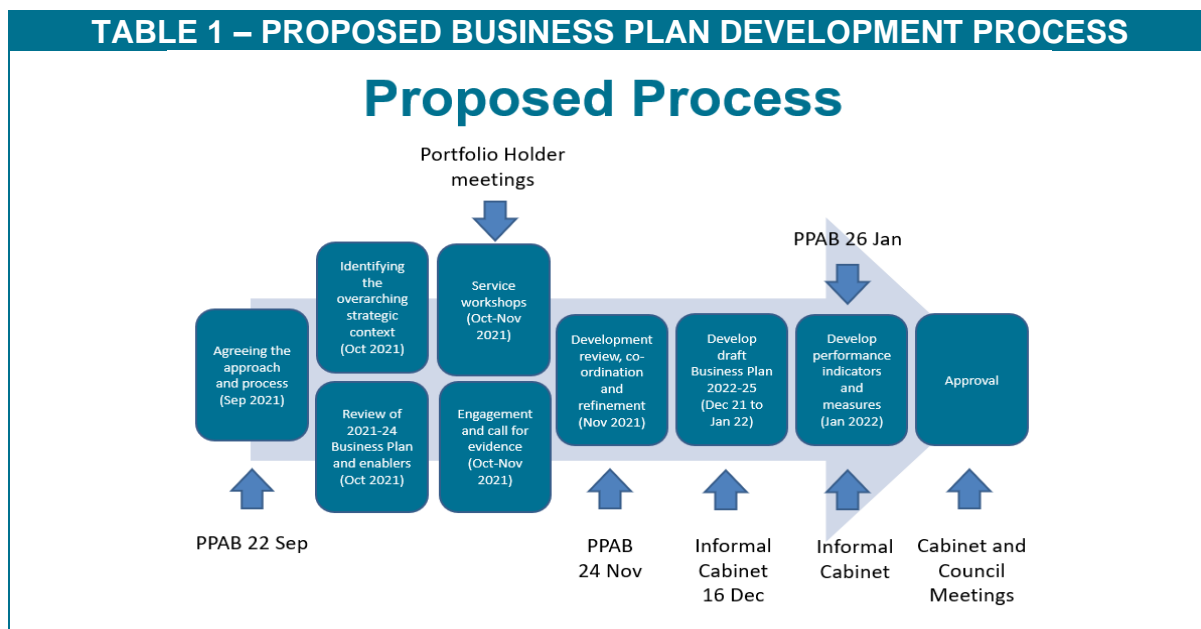 TABLE 1 – PROPOSED BUSINESS PLAN DEVELOPMENT PROCESS
Proposed Process
Portfolio Holder
meetings
PPAB 26 Jan
Agreeing the
approach
and process
(Sep 2021)
Identifying
the
overarching
strategic
context
(Oct 2021)
Review of
2021-24
Business Plan
and enablers
(Oct 2021)
Service
workshops
(Oct-Nov
2021)
Engagement
and call for
evidence
(Oct-Nov
2021)
Development
review, co-
ordination
and
refinement
(Nov 2021)
Develop
draft
Business Plan
2022-25
(Dec 21 to
Jan 22)
Develop
performance
indicators
and
measures
(Jan 2022)
Approval
PPAB 22 Sep
PPAB
24 Nov
Informal
Cabinet
16 Dec
Informal
Cabinet
Cabinet and
Council
Meetings